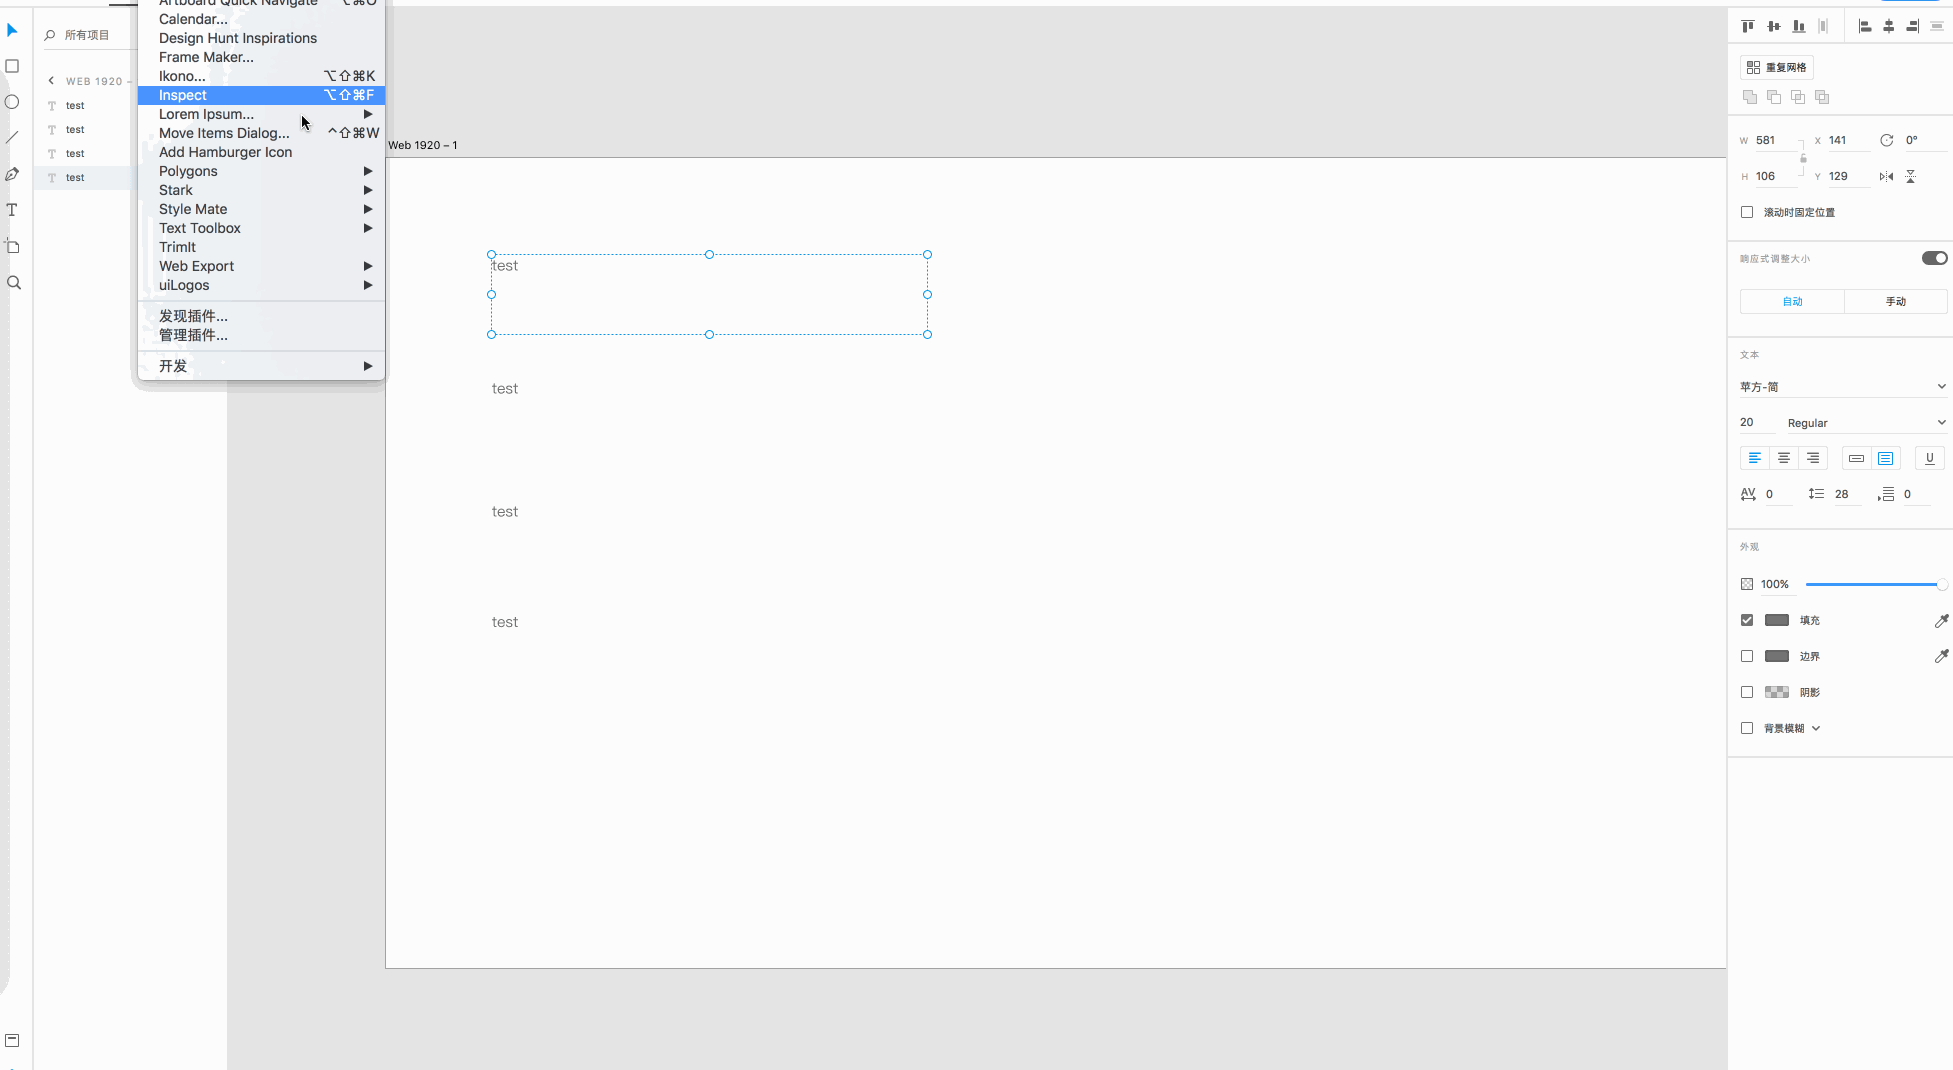 Artboard Quick Navigate ⌥⌘O
Calendar...
Design Hunt Inspirations
Frame Maker...
Ikono... ⌥⇧⌘K
Inspect ⌥⇧⌘F
Lorem Ipsum...
Move Items Dialog... ^⇧⌘W
Add Hamburger Icon
Polygons
Stark
Style Mate
Text Toolbox
TrimIt
Web Export
uiLogos
发现插件...
管理插件...
开发
所有项目
WEB 1920 –
test
test
test
test
T
Web 1920 – 1
test
test
test
test
重复网格
W 581 X 141 0°
H 106 Y 129
滚动时固定位置
响应式调整大小
自动 手动
文本
苹方-简
20 Regular
U
AV 0 28 0
外观
100%
填充
边界
阴影
背景模糊